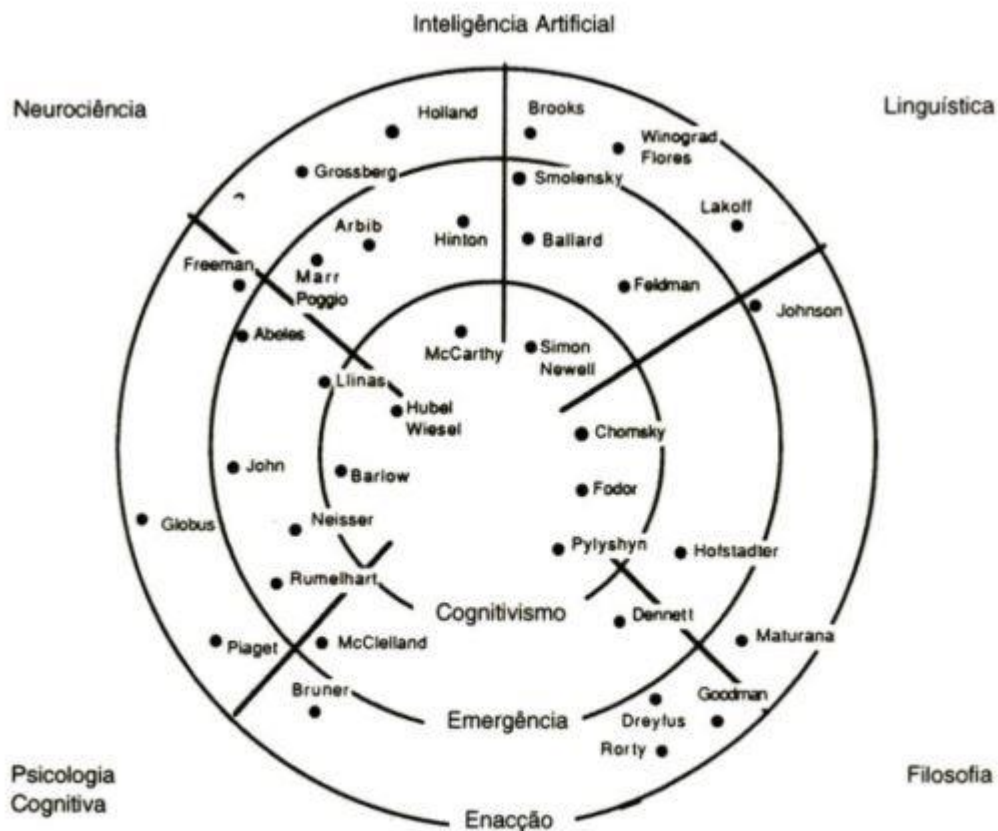 Inteligência Artificial
Neurociência
Linguística
Holland
Brooks
Winograd
Flores
Grossberg
Smolensky
Lakoff
Arbib
Hinton
Ballard
Freeman
Marr
Poggio
Feldman
Johnson
Abeles
McCarthy
Simon
Newell
Llinas
Hubel
Wiesel
Chomsky
John
Barlow
Fodor
Globus
Neisser
Pylyshyn
Hofstadter
Rumelhart
Cognitivismo
Dennett
Piaget
McClelland
Maturana
Bruner
Goodman
Emergência
Dreyfus
Rorty
Psicologia
Cognitiva
Filosofia
Enacção